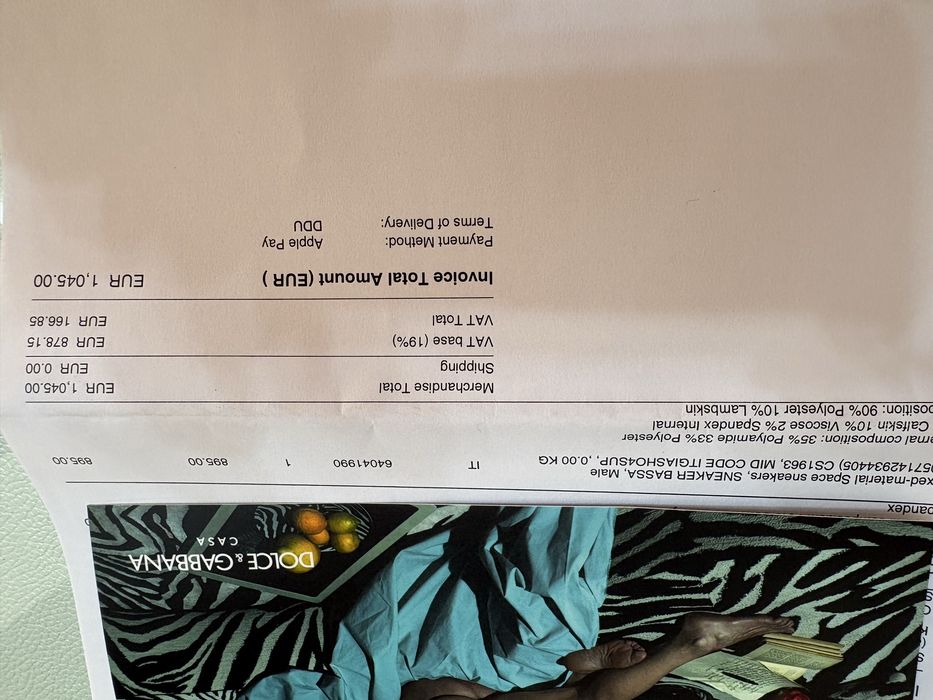 DOLCE & GABBANA
CASA
pandex
xed-material Space sneakers, SNEAKER BASSA, Male
057142934405) CS1963, MID CODE ITGIASHO4SUP, 0.00 KG IT 64041990 1 895.00 895.00
rnal composition: 35% Polyamide 33% Polyester
Calfskin 10% Viscose 2% Spandex Internal
position: 90% Polyester 10% Lambskin
Merchandise Total EUR 1,045.00
Shipping EUR 0.00
VAT base (19%) EUR 878.15
VAT Total EUR 166.85
Invoice Total Amount (EUR ) EUR 1,045.00
Payment Method: Apple Pay
Terms of Delivery: DDU